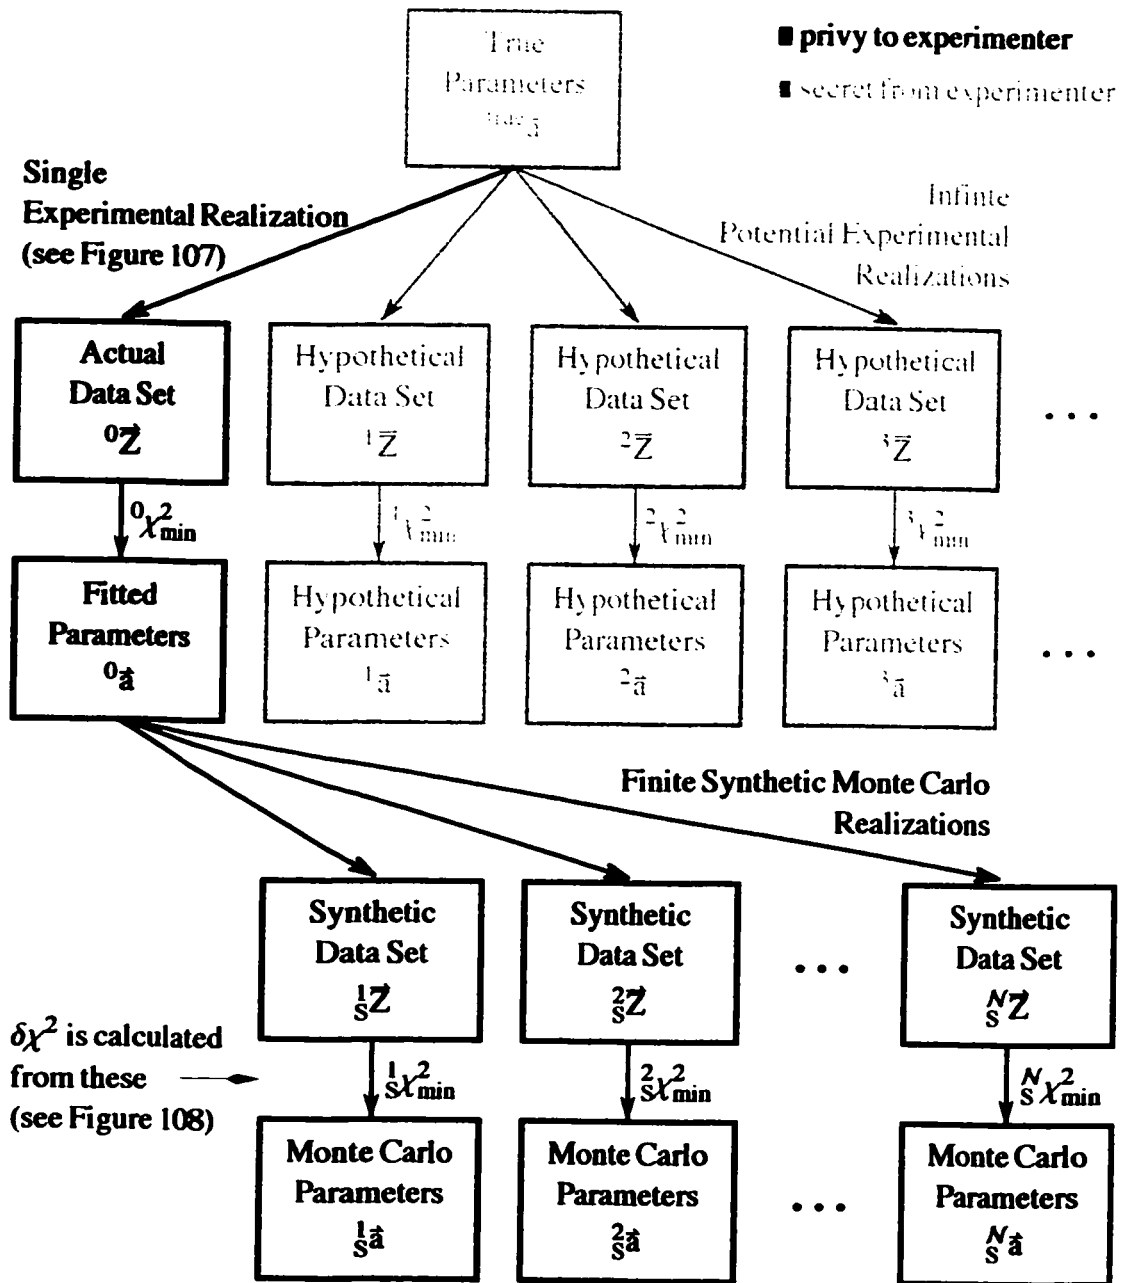 True
Parameters
true a⃗
■ privy to experimenter
■ secret from experimenter
Single
Experimental Realization
(see Figure 107)
Infinte
Potential Experimental
Realizations
Actual
Data Set
⁰Z⃗
Hypothetical
Data Set
¹Z⃗
Hypothetical
Data Set
²Z⃗
Hypothetical
Data Set
³Z⃗
...
⁰χ²min
¹χ²min
²χ²min
³χ²min
Fitted
Parameters
⁰a⃗
Hypothetical
Parameters
¹a⃗
Hypothetical
Parameters
²a⃗
Hypothetical
Parameters
³a⃗
...
Finite Synthetic Monte Carlo
Realizations
Synthetic
Data Set
¹SZ⃗
Synthetic
Data Set
²SZ⃗
...
Synthetic
Data Set
ᴺSZ⃗
δχ² is calculated
from these
(see Figure 108)
¹Sχ²min
²Sχ²min
ᴺSχ²min
Monte Carlo
Parameters
¹Sa⃗
Monte Carlo
Parameters
²Sa⃗
...
Monte Carlo
Parameters
ᴺSa⃗